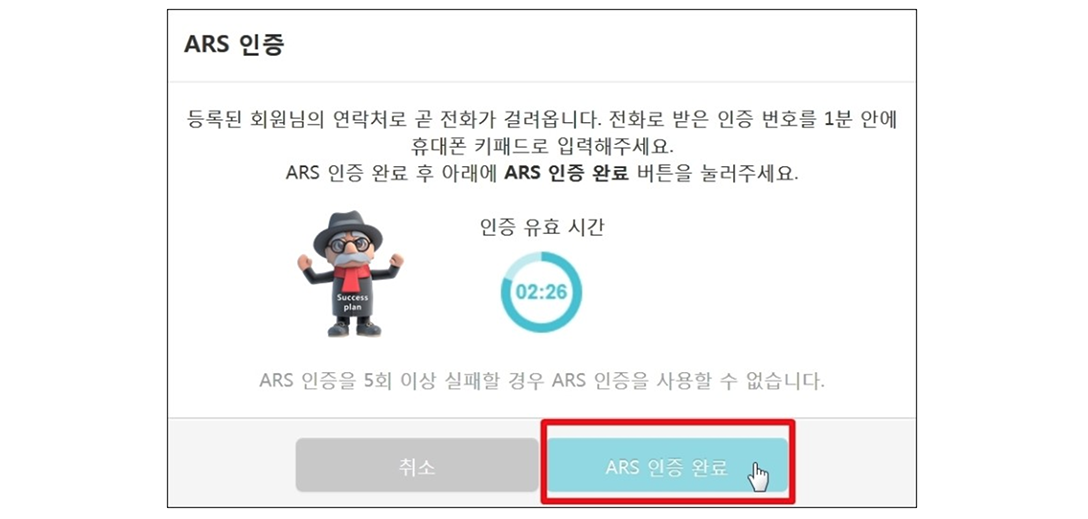 ARS 인증
등록된 회원님의 연락처로 곧 전화가 걸려옵니다. 전화로 받은 인증 번호를 1분 안에
휴대폰 키패드로 입력해주세요.
ARS 인증 완료 후 아래에 ARS 인증 완료 버튼을 눌러주세요.
인증 유효 시간
02:26
Success
plan
ARS 인증을 5회 이상 실패할 경우 ARS 인증을 사용할 수 없습니다.
취소
ARS 인증 완료